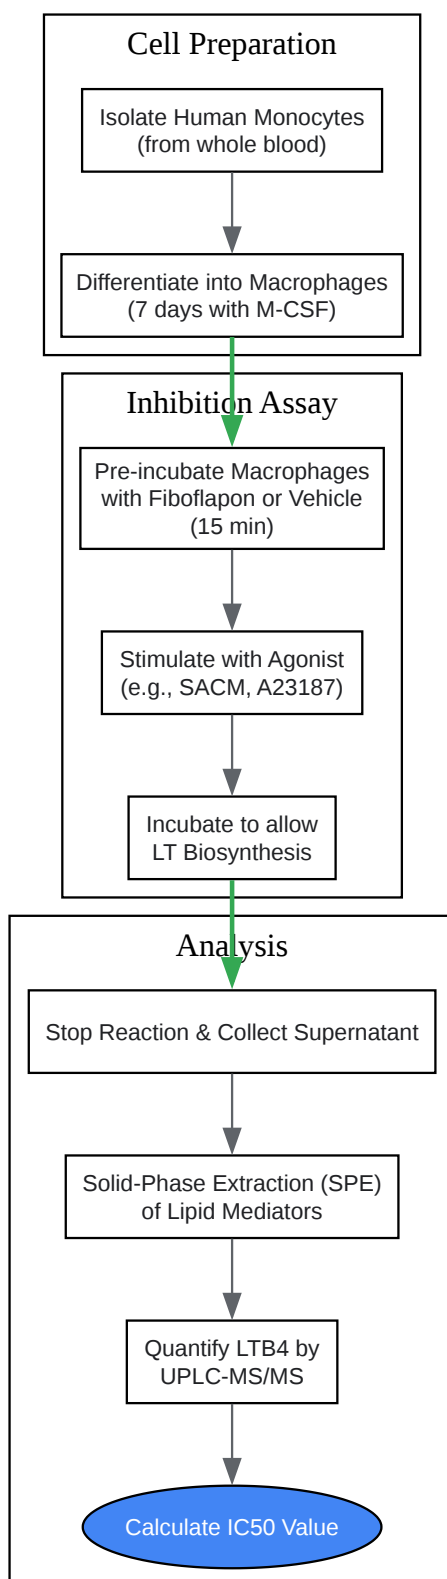 Cell Preparation
Isolate Human Monocytes
(from whole blood)
Differentiate into Macrophages
(7 days with M-CSF)
Inhibition Assay
Pre-incubate Macrophages
with Fiboflapon or Vehicle
(15 min)
Stimulate with Agonist
(e.g., SACM, A23187)
Incubate to allow
LT Biosynthesis
Analysis
Stop Reaction & Collect Supernatant
Solid-Phase Extraction (SPE)
of Lipid Mediators
Quantify LTB4 by
UPLC-MS/MS
Calculate IC50 Value